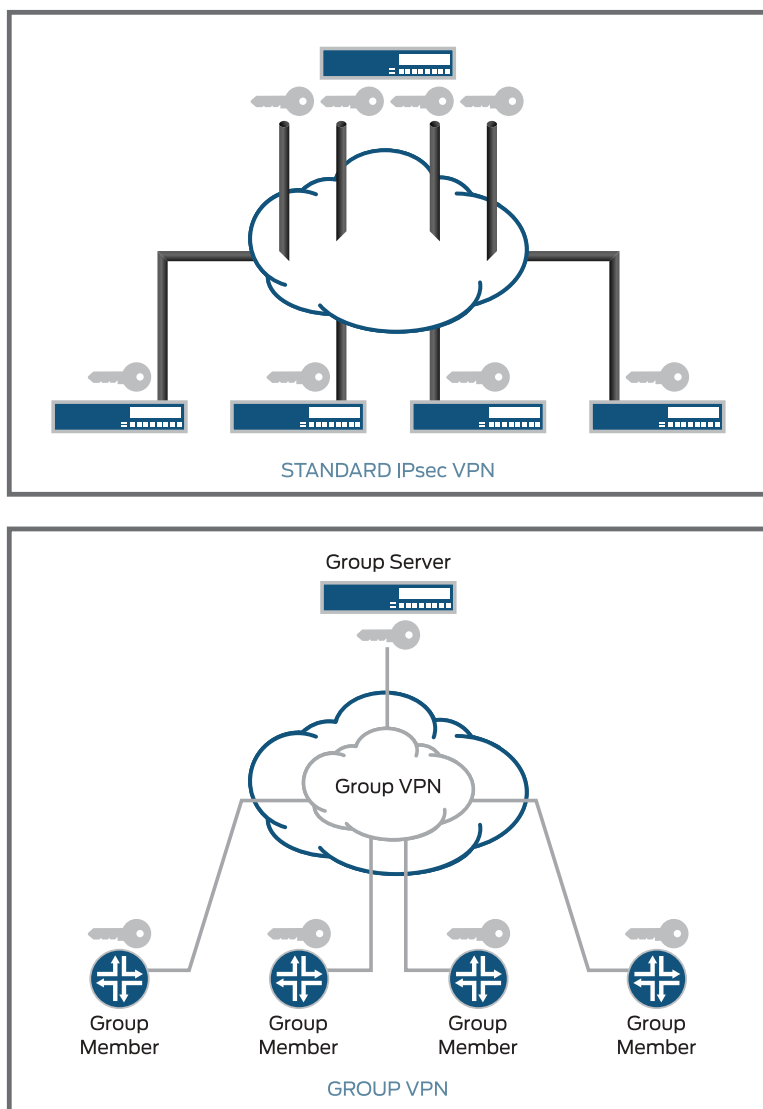 STANDARD IPsec VPN
Group Server
Group VPN
Group
Member
Group
Member
Group
Member
Group
Member
GROUP VPN